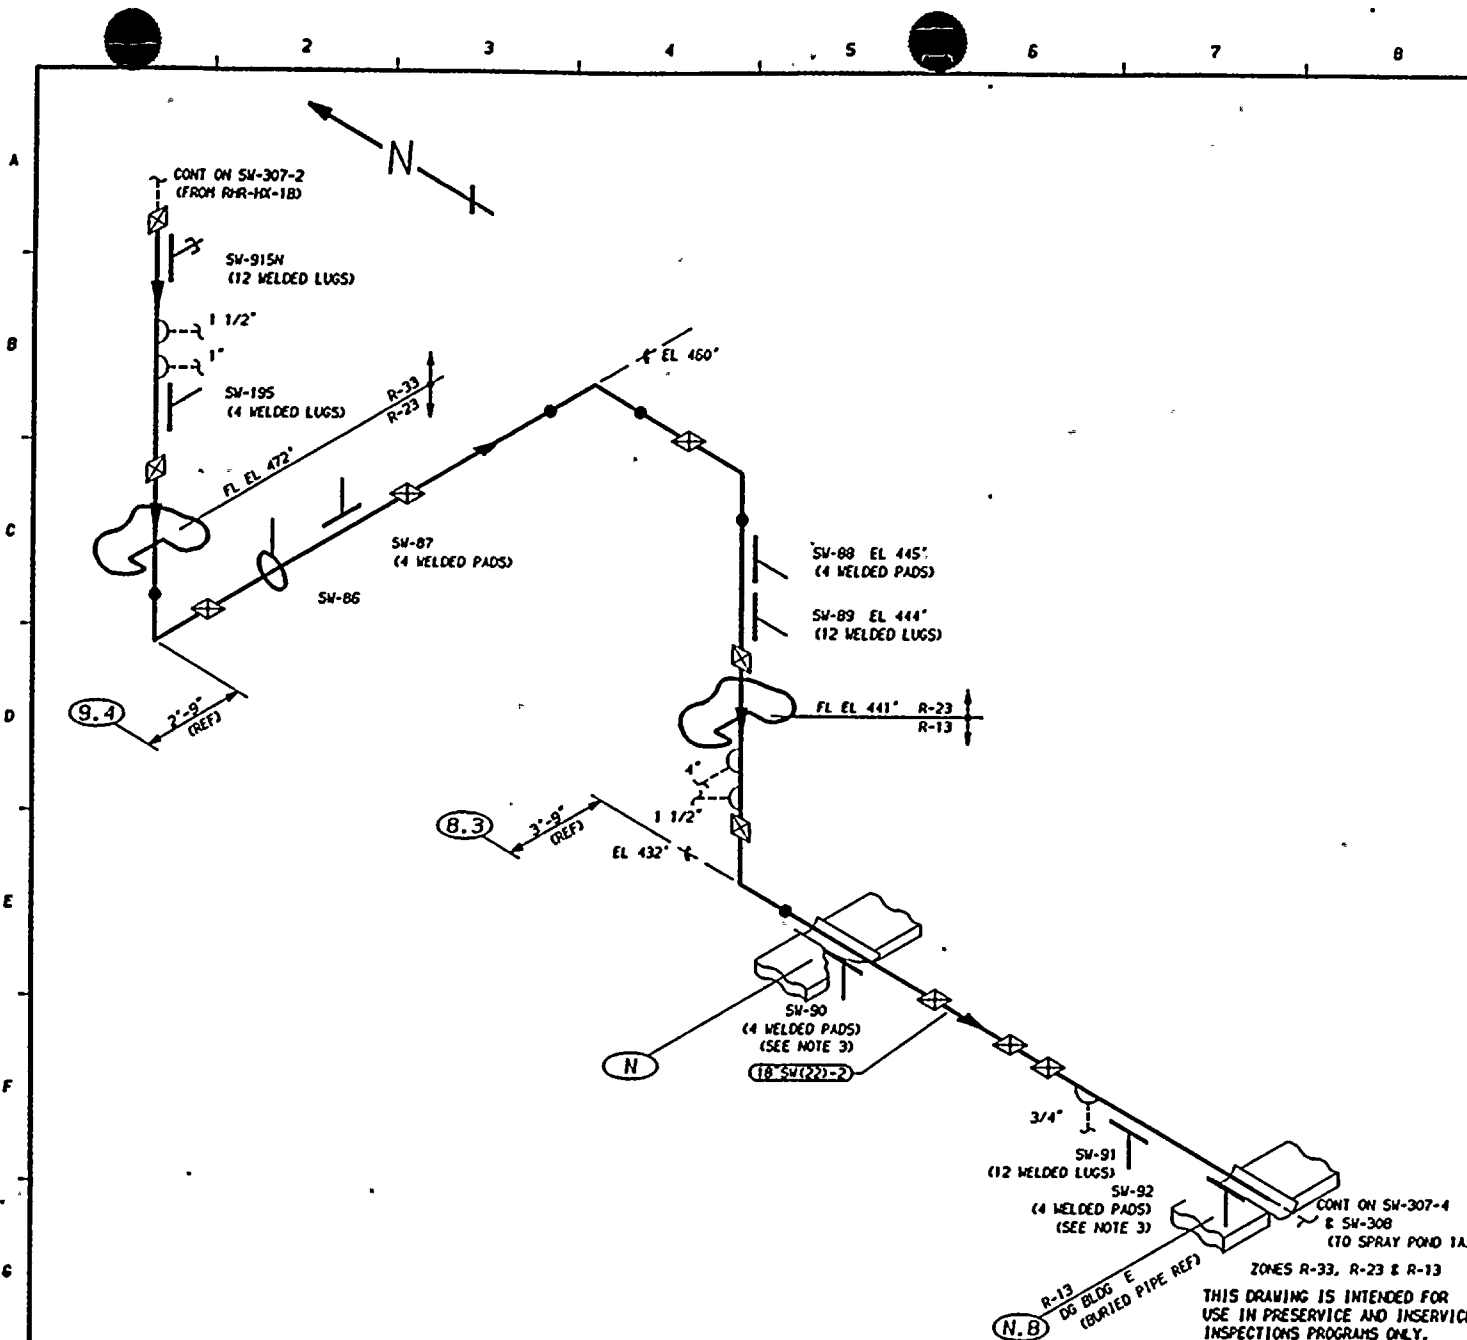 2 3 4 5 6 7 8
A
N
CONT ON SW-307-2
(FROM RHR-HX-1B)
SW-915N
(12 WELDED LUGS)
1 1/2"
B
1"
¢ EL 460'
SW-195
(4 WELDED LUGS)
R-33
R-23
FL EL 472'
C
SW-87
(4 WELDED PADS)
SW-86
SW-88 EL 445'
(4 WELDED PADS)
SW-89 EL 444'
(12 WELDED LUGS)
D
9.4
2'-9"
(REF)
FL EL 441' R-23
R-13
4"
1 1/2"
8.3
3'-9"
(REF)
EL 432' ¢
E
SW-90
(4 WELDED PADS)
(SEE NOTE 3)
N
18"SW(22)-2
F
3/4"
SW-91
(12 WELDED LUGS)
SW-92
(4 WELDED PADS)
(SEE NOTE 3)
CONT ON SW-307-4
& SW-308
(TO SPRAY POND 1A
G
ZONES R-33, R-23 & R-13
R-13
DG BLDG E
(BURIED PIPE REF)
N.8
THIS DRAWING IS INTENDED FOR
USE IN PRESERVICE AND INSERVICE
INSPECTIONS PROGRAMS ONLY.